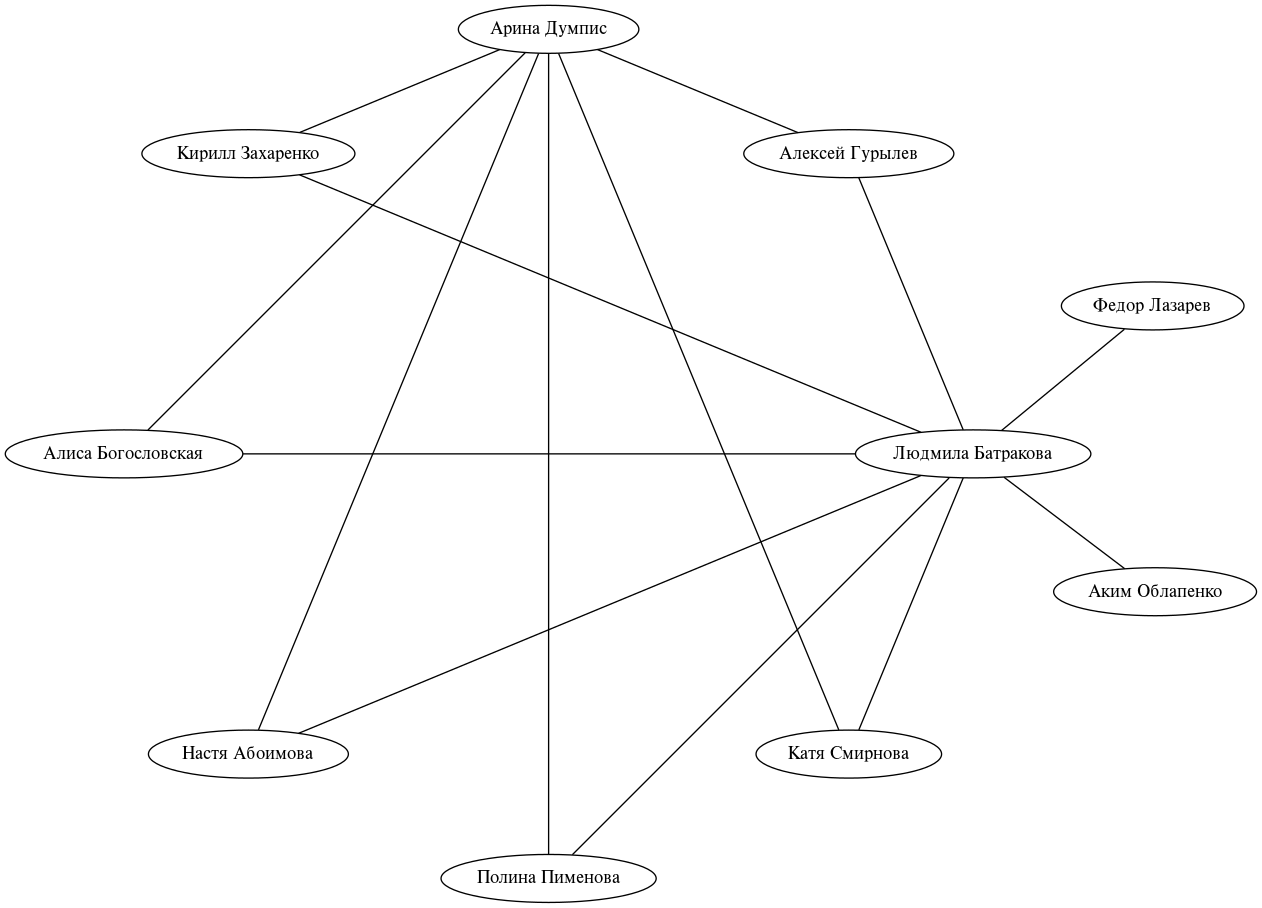 Арина Думпис
Кирилл Захаренко
Алексей Гурылев
Федор Лазарев
Алиса Богословская
Людмила Батракова
Аким Облапенко
Настя Абоимова
Катя Смирнова
Полина Пименова